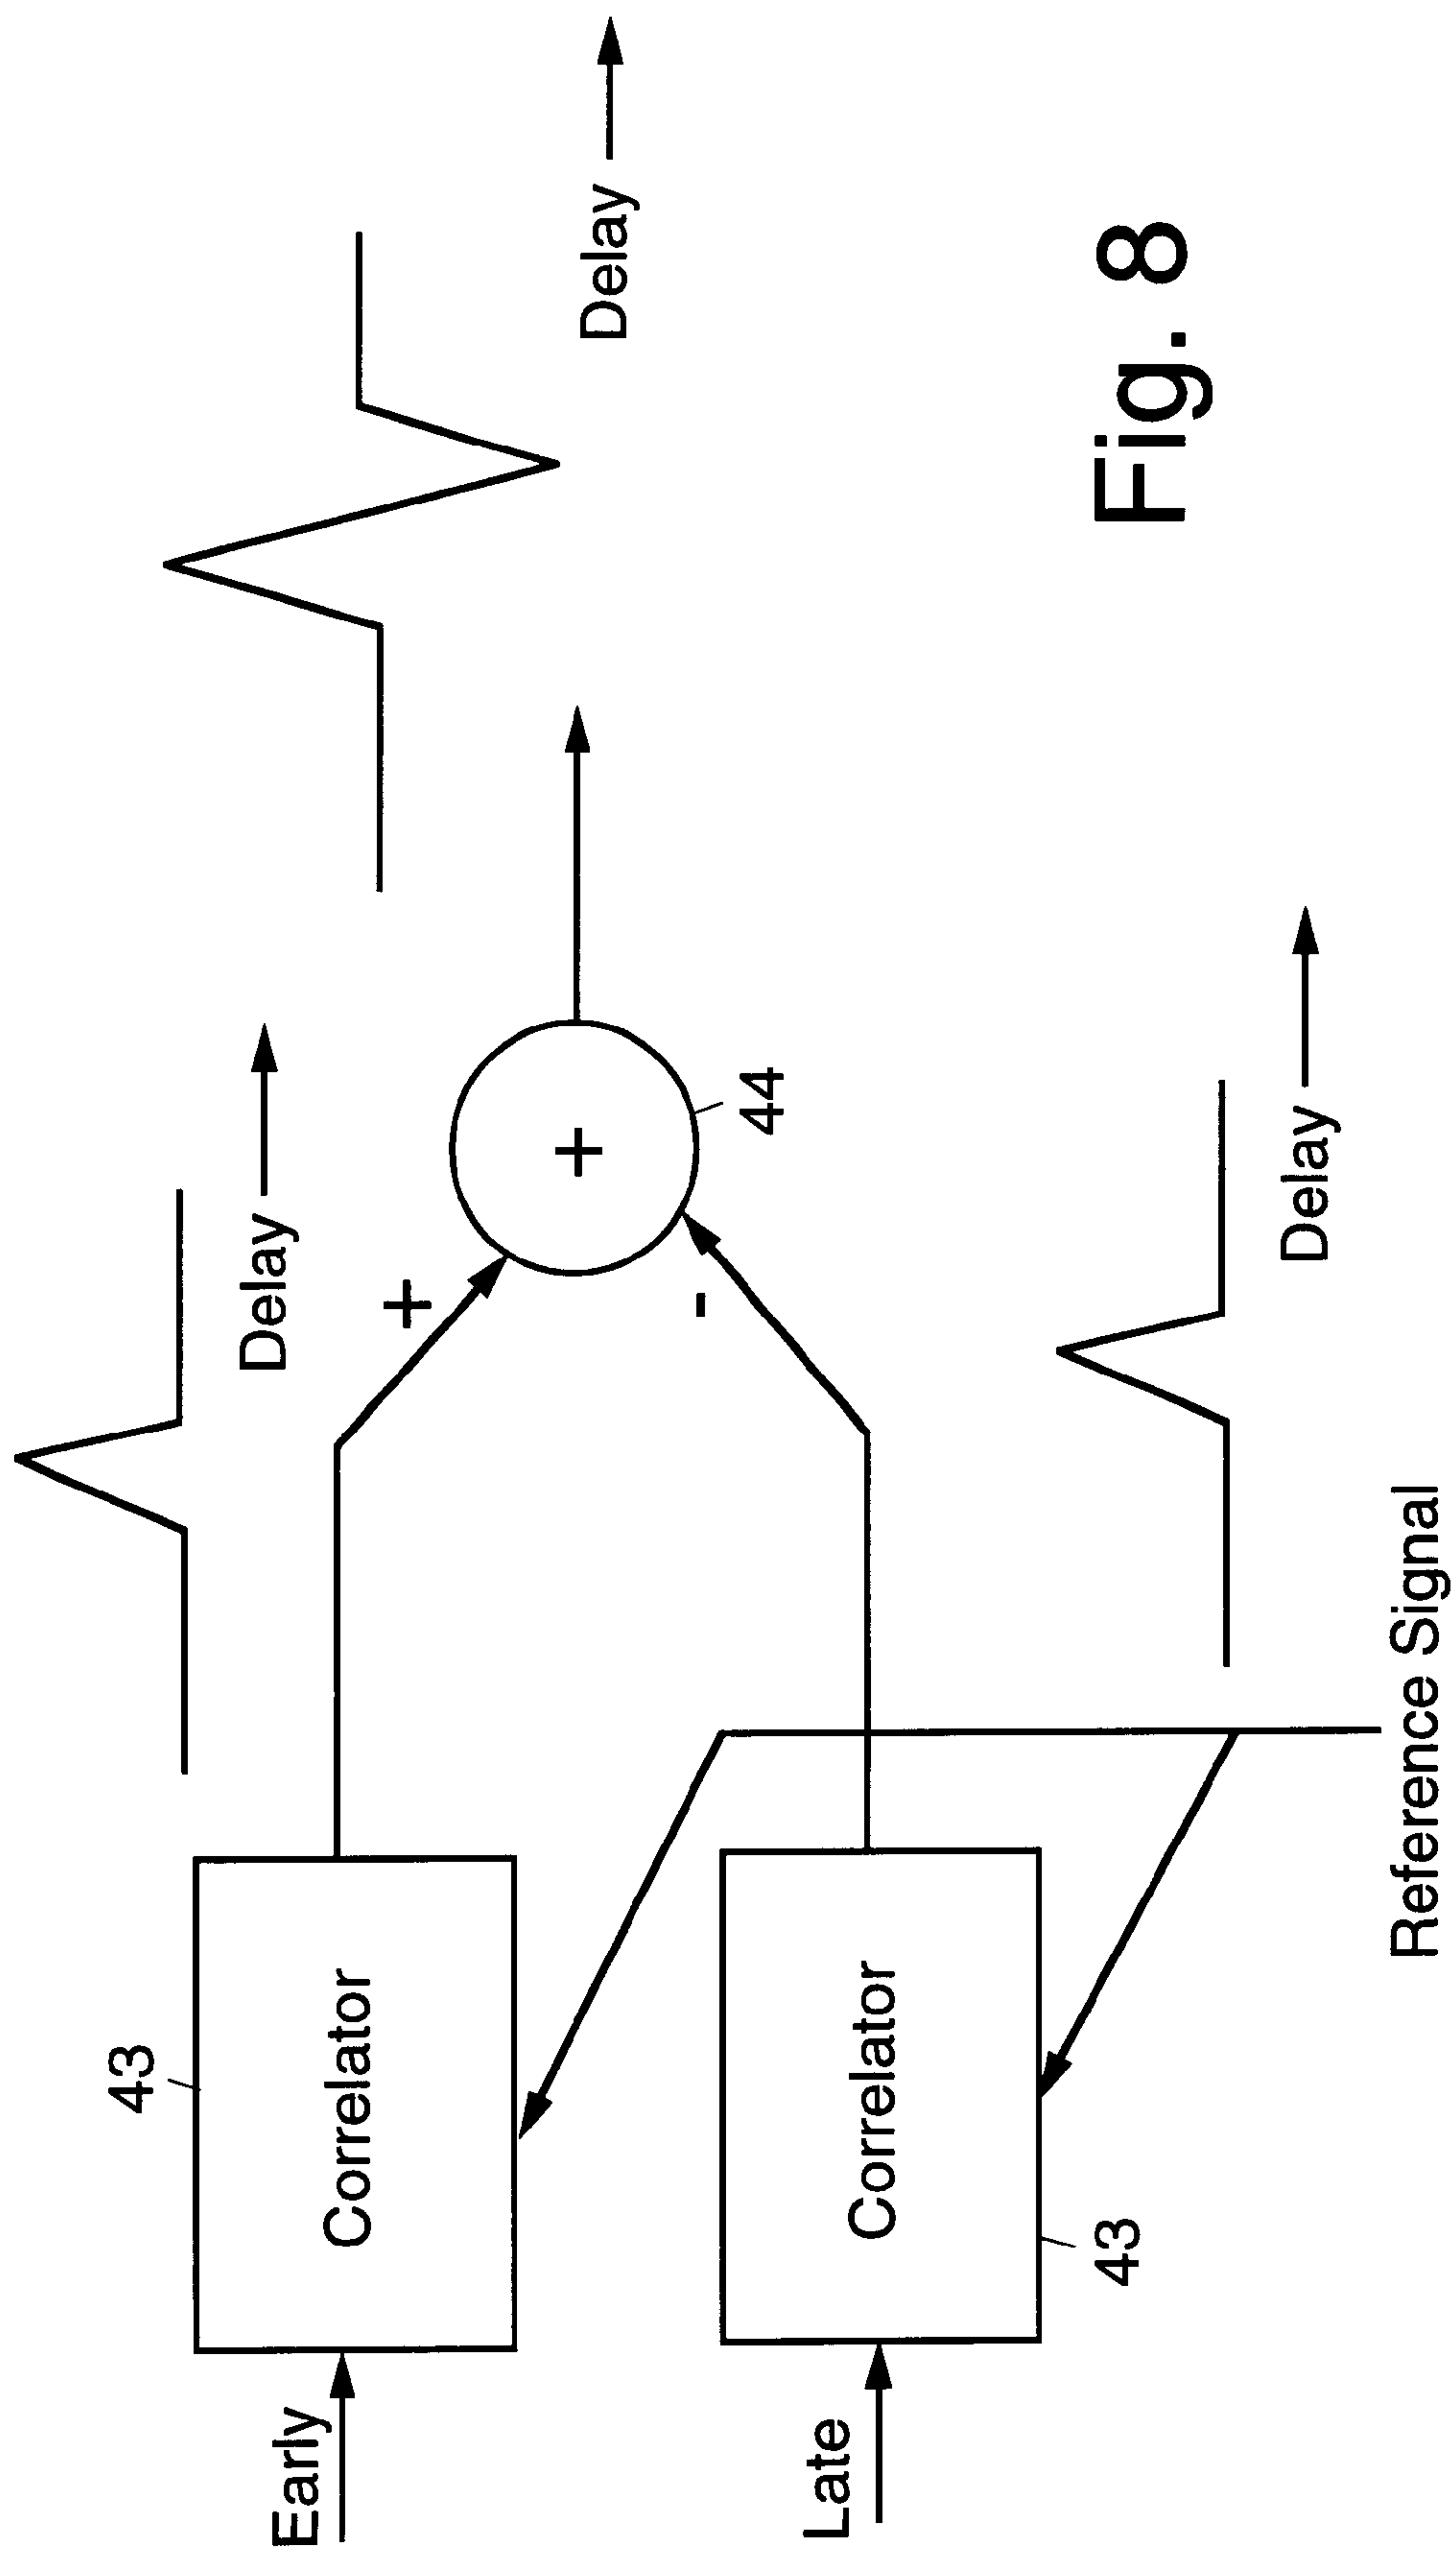 Delay
Early
43
Correlator
+
+
44
Delay
Late
Correlator
-
43
Delay
Reference Signal
Fig. 8